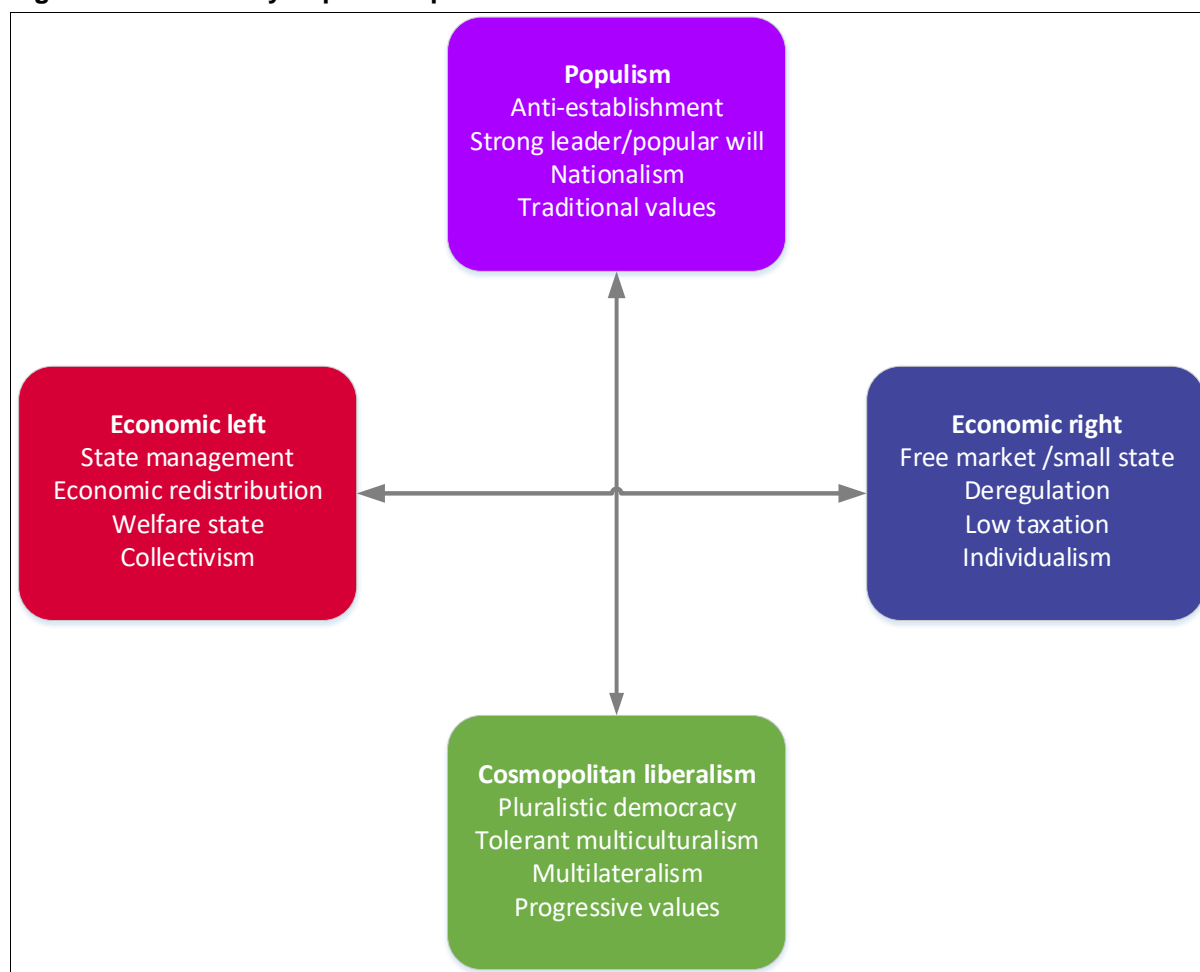 Populism
Anti-establishment
Strong leader/popular will
Nationalism
Traditional values
Economic left
State management
Economic redistribution
Welfare state
Collectivism
Economic right
Free market /small state
Deregulation
Low taxation
Individualism
Cosmopolitan liberalism
Pluralistic democracy
Tolerant multiculturalism
Multilateralism
Progressive values